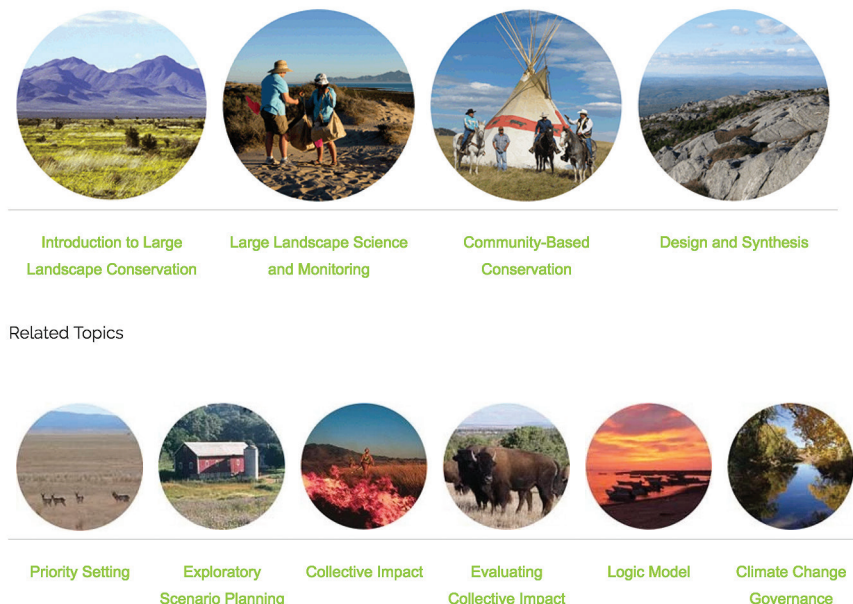 Introduction to Large
Landscape Conservation
Large Landscape Science
and Monitoring
Community-Based
Conservation
Design and Synthesis
Related Topics
Priority Setting
Exploratory
Scenario Planning
Collective Impact
Evaluating
Collective Impact
Logic Model
Climate Change
Governance